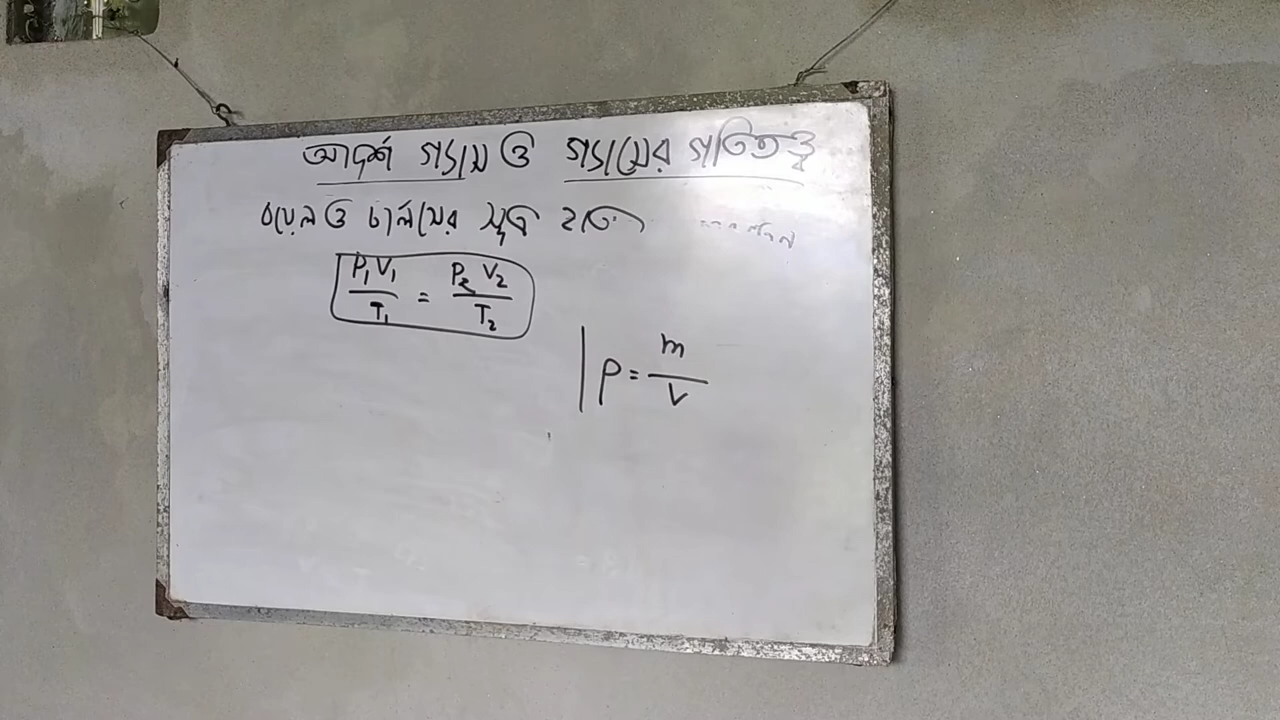 আদর্শ গ্যাস ও গ্যাসের গতিতত্ত্ব
বয়েল ও চার্লসের সূত্র হতে
P₁V₁/T₁ = P₂V₂/T₂
ρ = m/V